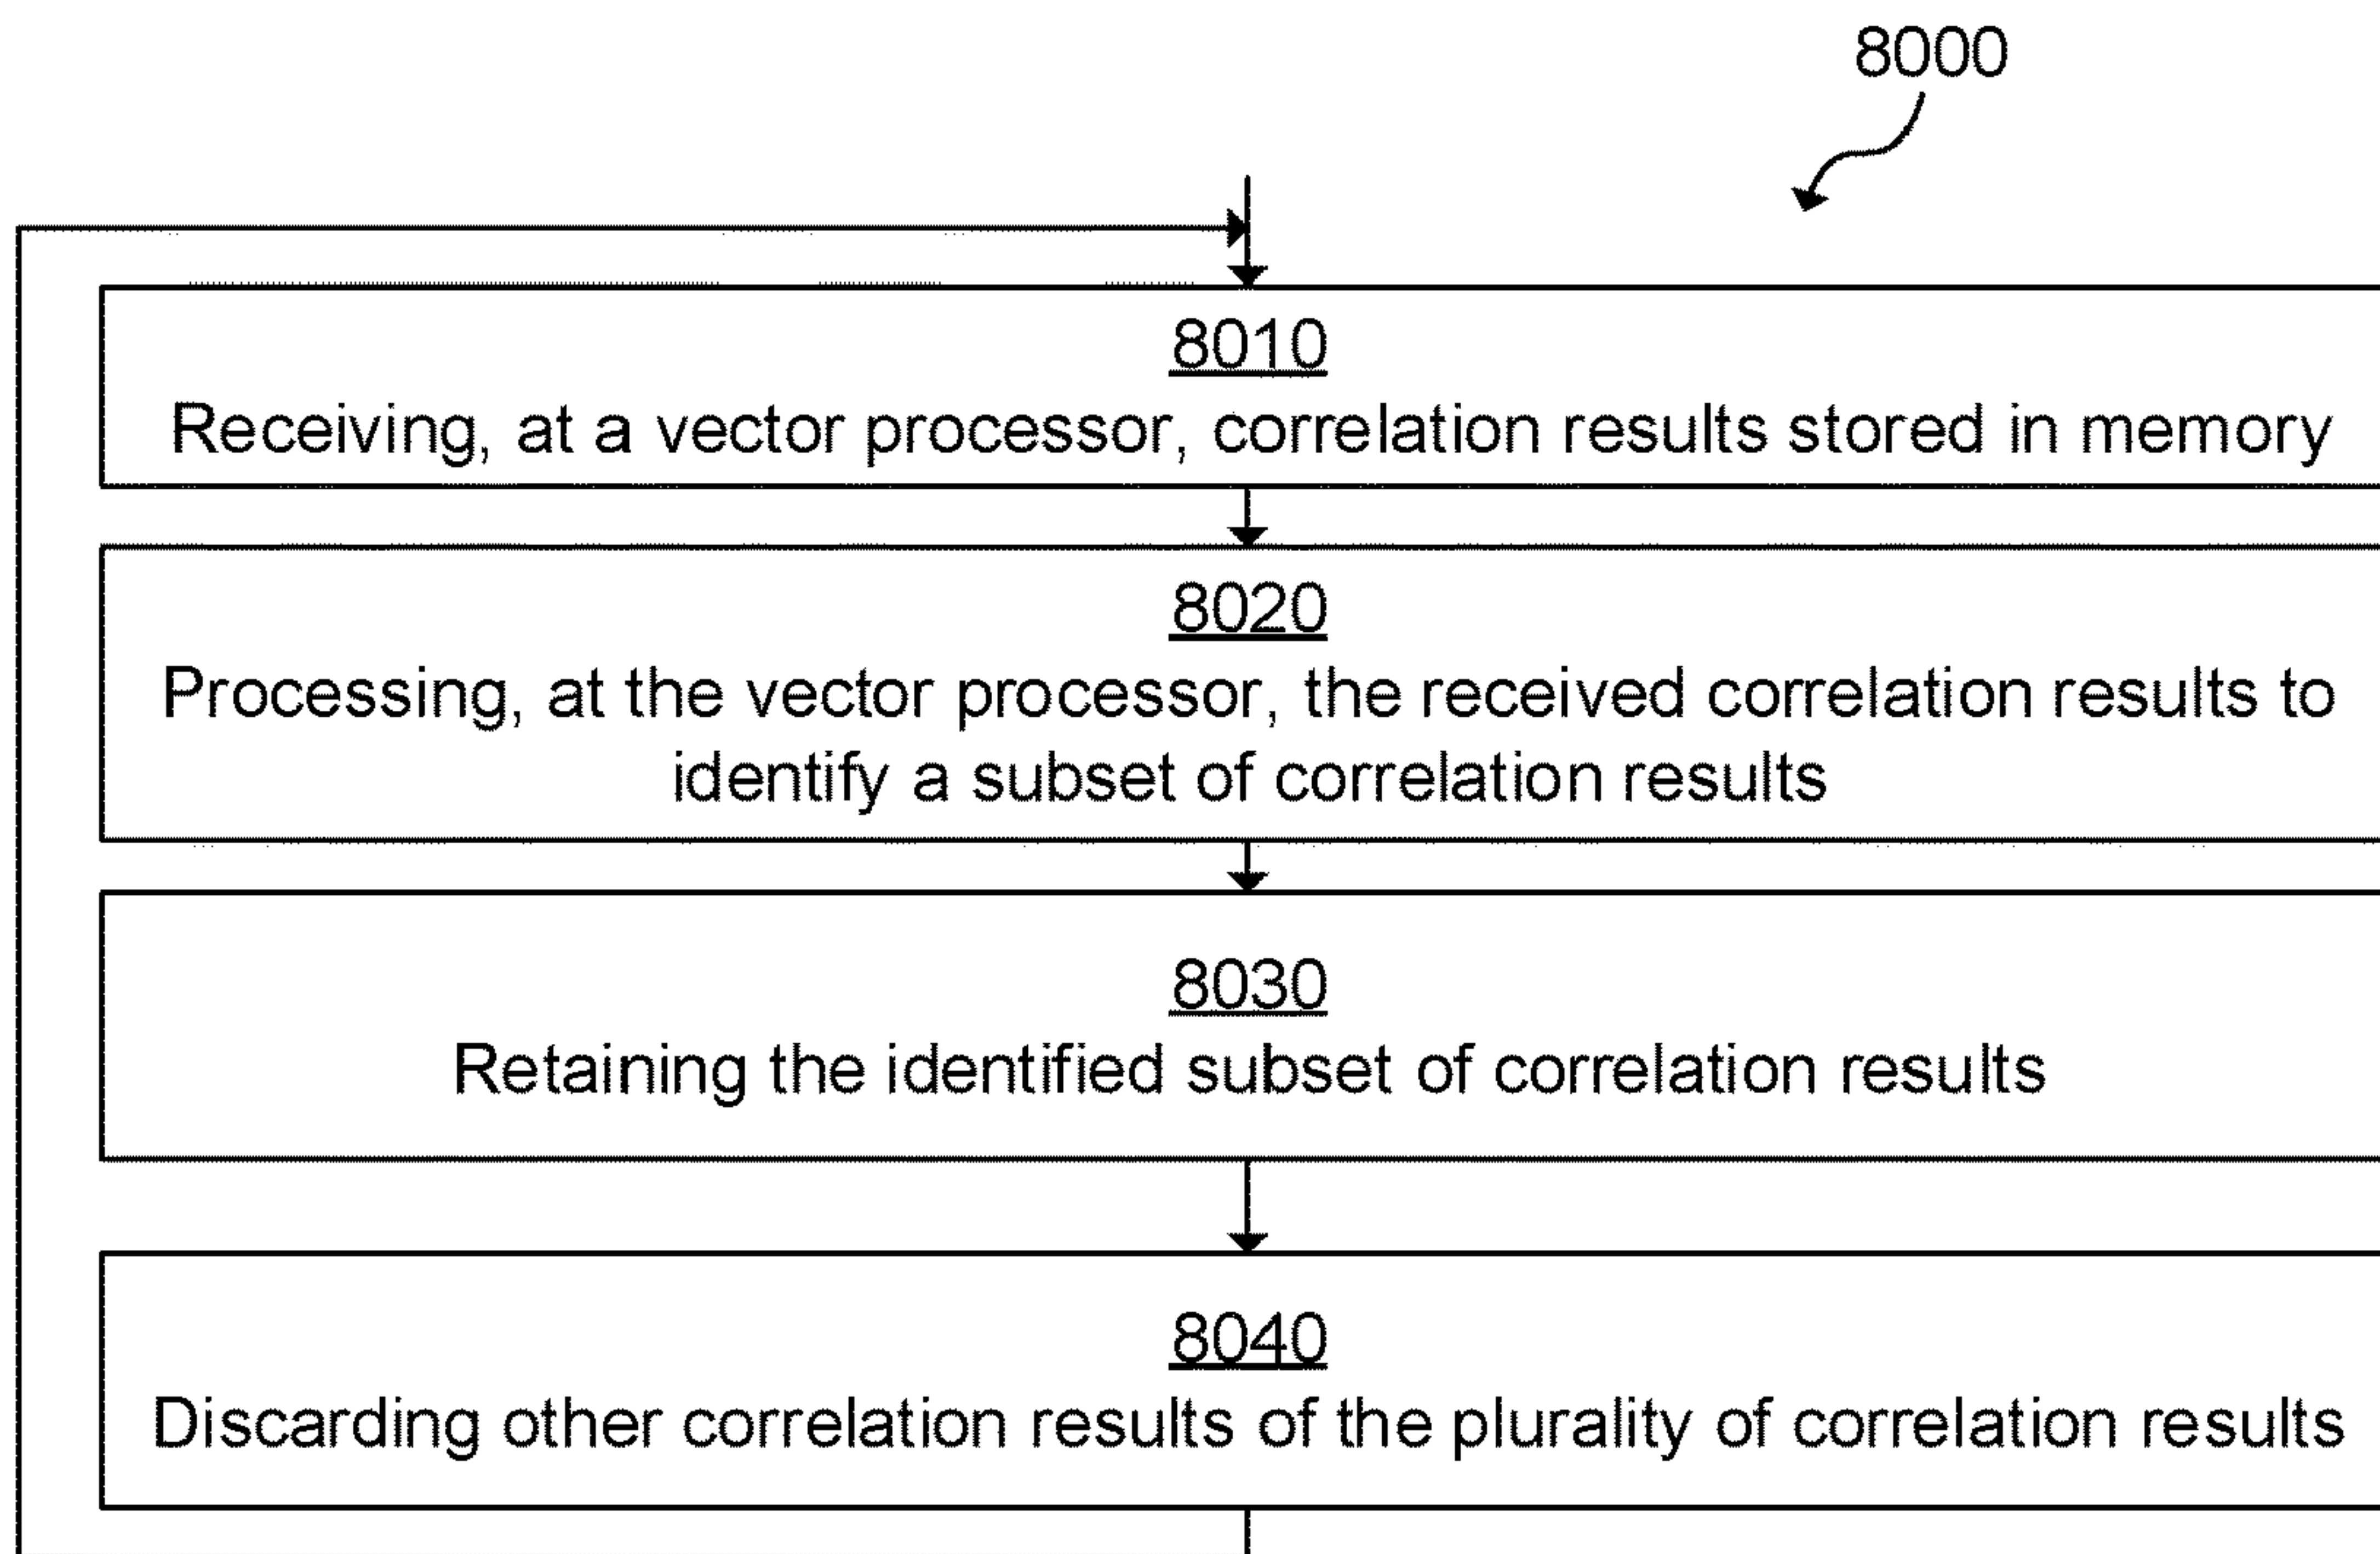 8000
8010
Receiving, at a vector processor, correlation results stored in memory
8020
Processing, at the vector processor, the received correlation results to
identify a subset of correlation results
8030
Retaining the identified subset of correlation results
8040
Discarding other correlation results of the plurality of correlation results